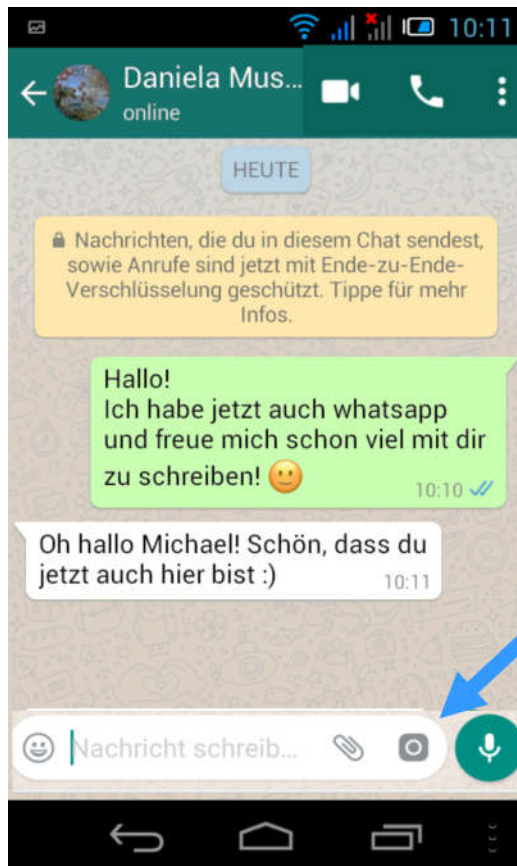 10:11
Daniela Mus...
online
HEUTE
Nachrichten, die du in diesem Chat sendest,
sowie Anrufe sind jetzt mit Ende-zu-Ende-
Verschlüsselung geschützt. Tippe für mehr
Infos.
Hallo!
Ich habe jetzt auch whatsapp
und freue mich schon viel mit dir
zu schreiben! 🙂
10:10
Oh hallo Michael! Schön, dass du
jetzt auch hier bist :)
10:11
Nachricht schreib...